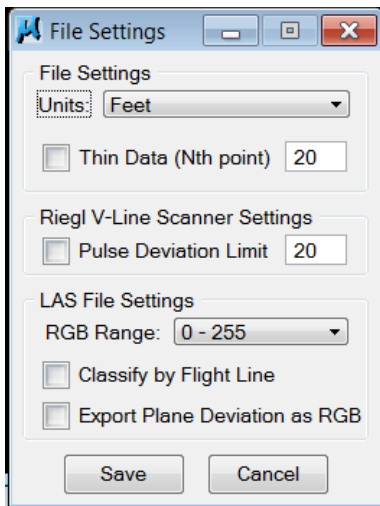 File Settings
File Settings
Units: Feet
Thin Data (Nth point) 20
Riegl V-Line Scanner Settings
Pulse Deviation Limit 20
LAS File Settings
RGB Range: 0 - 255
Classify by Flight Line
Export Plane Deviation as RGB
Save Cancel